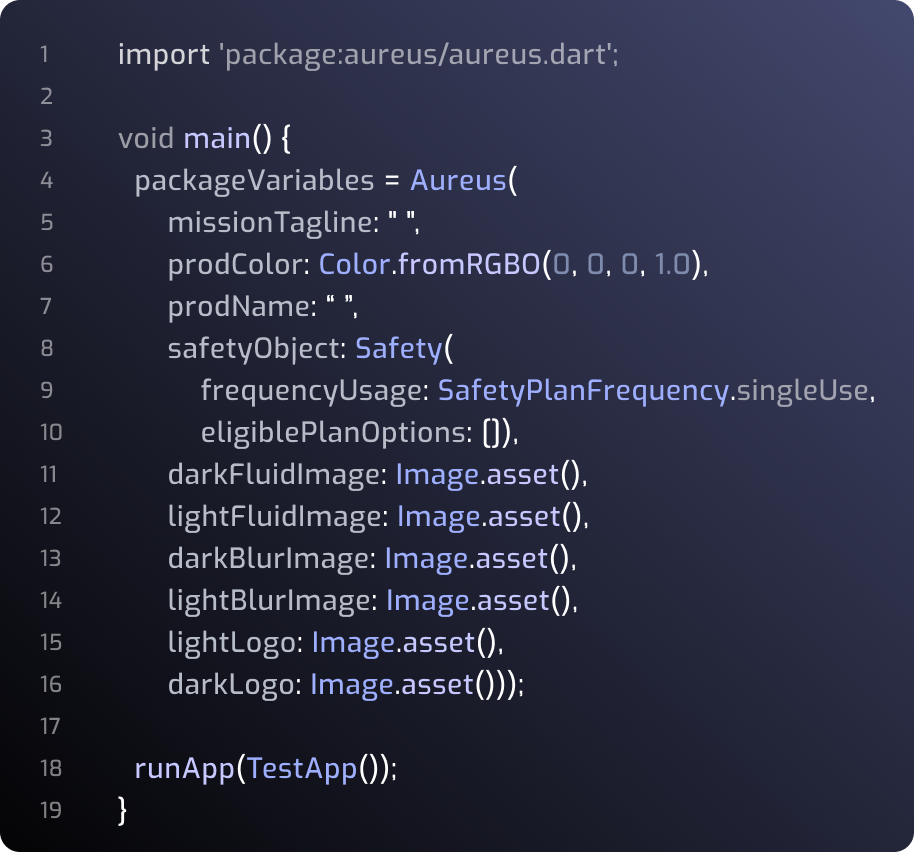 1 import 'package:aureus/aureus.dart';
2
3 void main() {
4 packageVariables = Aureus(
5 missionTagline: " ",
6 prodColor: Color.fromRGBO(0, 0, 0, 1.0),
7 prodName: “ ”,
8 safetyObject: Safety(
9 frequencyUsage: SafetyPlanFrequency.singleUse,
10 eligiblePlanOptions: []),
11 darkFluidImage: Image.asset(),
12 lightFluidImage: Image.asset(),
13 darkBlurImage: Image.asset(),
14 lightBlurImage: Image.asset(),
15 lightLogo: Image.asset(),
16 darkLogo: Image.asset()));
17
18 runApp(TestApp());
19 }